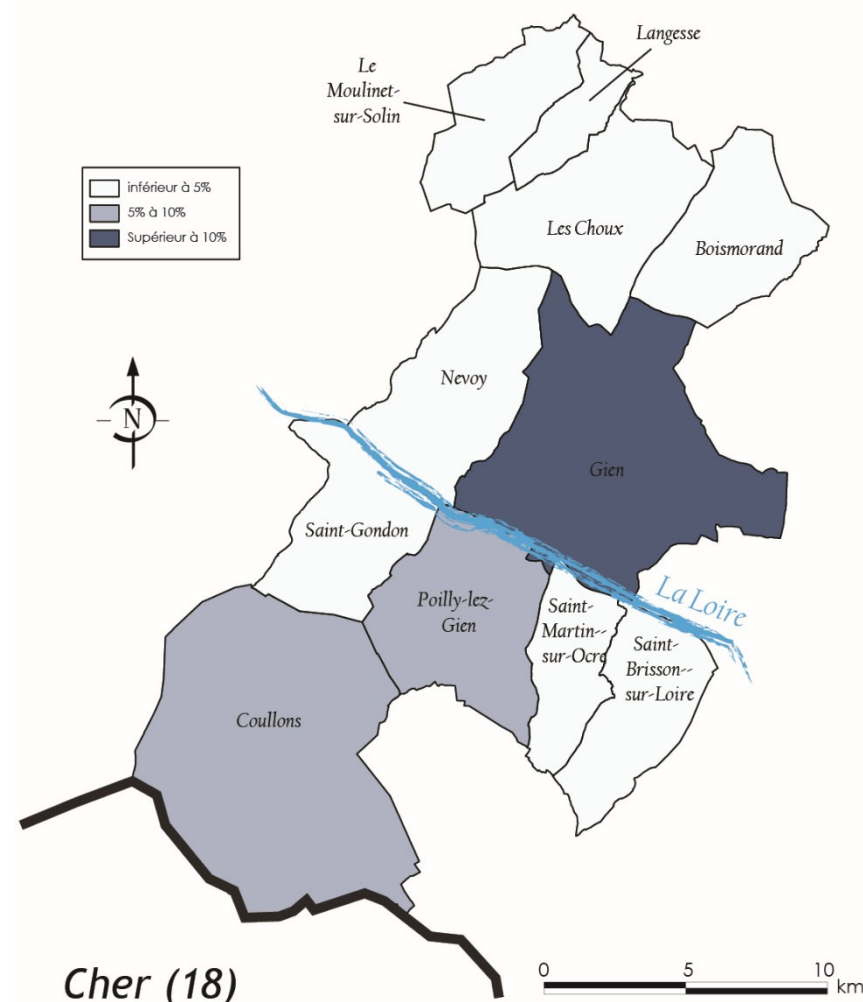 Langesse
Le
Moulinet-
sur-Solin
inférieur à 5%
5% à 10%
Supérieur à 10%
Les Choux
Boismorand
Nevoy
N
Gien
Saint-Gondon
Poilly-lez-
Gien
Saint-
Martin--
sur-Ocre
La Loire
Saint-
Brisson--
sur-Loire
Coullons
Cher (18)
0 5 10
km